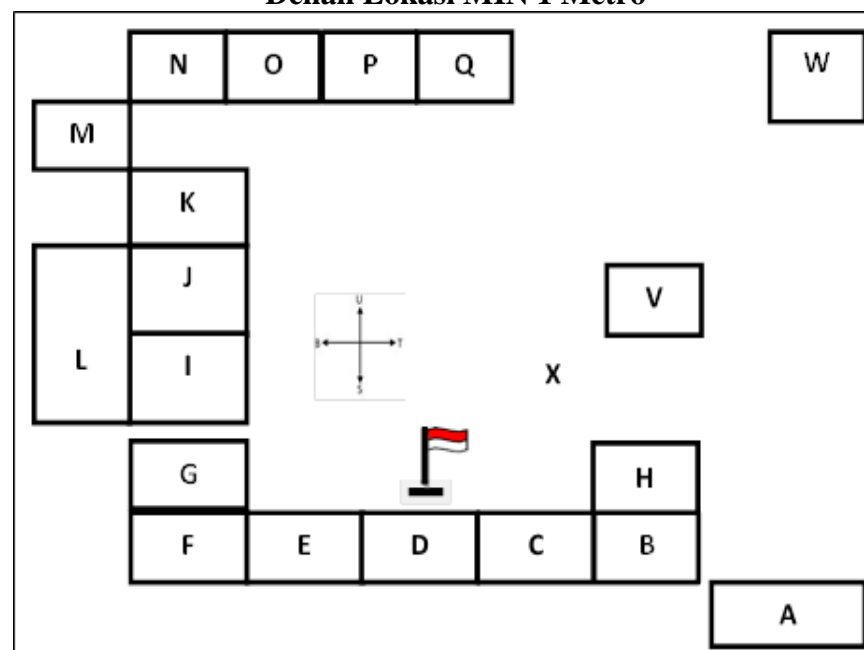 Denah Lokasi MIN 1 Metro
N O P Q W
M
K
J V
U
B T
L I X
S
G H
F E D C B
A